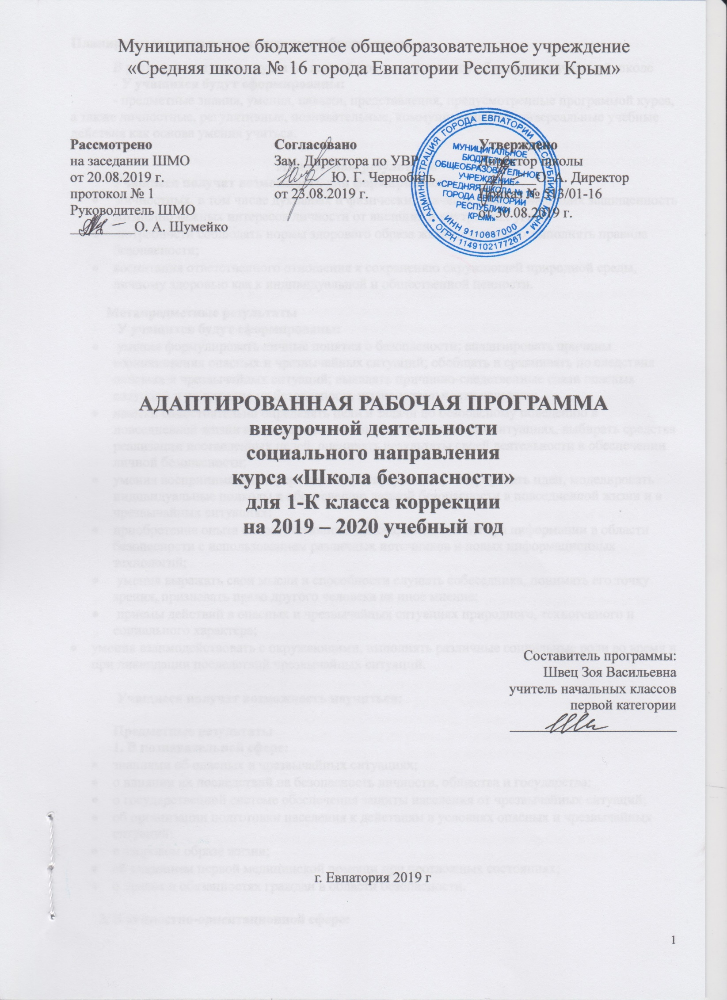 Муниципальное бюджетное общеобразовательное учреждение
«Средняя школа № 16 города Евпатории Республики Крым»
Рассмотрено
на заседании ШМО
от 20.08.2019 г.
протокол № 1
Руководитель ШМО
О. А. Шумейко
Согласовано
Зам. Директора по УВР
Ю. Г. Чернобиль
от 23.08.2019 г.
Утверждено
Директор школы
О. А. Директор
Приказ № 513/01-16
от 30.08.2019 г.
АДМИНИСТРАЦИЯ ГОРОДА ЕВПАТОРИИ РЕСПУБЛИКИ КРЫМ
ОГРН 1149102177267
ИНН 9110087000
МУНИЦИПАЛЬНОЕ
БЮДЖЕТНОЕ
ОБЩЕОБРАЗОВАТЕЛЬНОЕ
УЧРЕЖДЕНИЕ
«СРЕДНЯЯ ШКОЛА № 16
ГОРОДА ЕВПАТОРИИ
РЕСПУБЛИКИ
КРЫМ»
АДАПТИРОВАННАЯ РАБОЧАЯ ПРОГРАММА
внеурочной деятельности
социального направления
курса «Школа безопасности»
для 1-К класса коррекции
на 2019 – 2020 учебный год
Составитель программы:
Швец Зоя Васильевна
учитель начальных классов
первой категории
г. Евпатория 2019 г
1